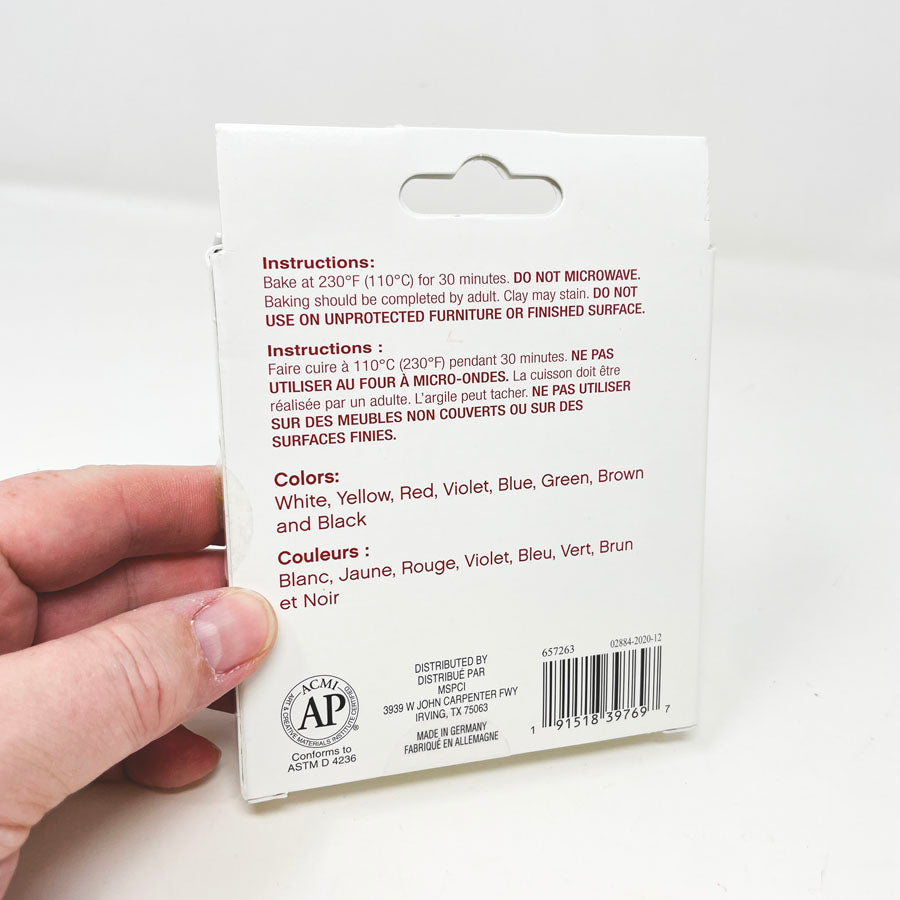 Instructions:
Bake at 230°F (110°C) for 30 minutes. DO NOT MICROWAVE.
Baking should be completed by adult. Clay may stain. DO NOT
USE ON UNPROTECTED FURNITURE OR FINISHED SURFACE.
Instructions :
Faire cuire à 110°C (230°F) pendant 30 minutes. NE PAS
UTILISER AU FOUR À MICRO-ONDES. La cuisson doit être
réalisée par un adulte. L'argile peut tacher. NE PAS UTILISER
SUR DES MEUBLES NON COUVERTS OU SUR DES
SURFACES FINIES.
Colors:
White, Yellow, Red, Violet, Blue, Green, Brown
and Black
Couleurs :
Blanc, Jaune, Rouge, Violet, Bleu, Vert, Brun
et Noir
ACMI
AP
ART & CREATIVE MATERIALS INSTITUTE CERTIFIED
®
Conforms to
ASTM D 4236
DISTRIBUTED BY
DISTRIBUÉ PAR
MSPCI
3939 W JOHN CARPENTER FWY
IRVING, TX 75063
MADE IN GERMANY
FABRIQUÉ EN ALLEMAGNE
657263 02884-2020-12
1 91518 39769 7